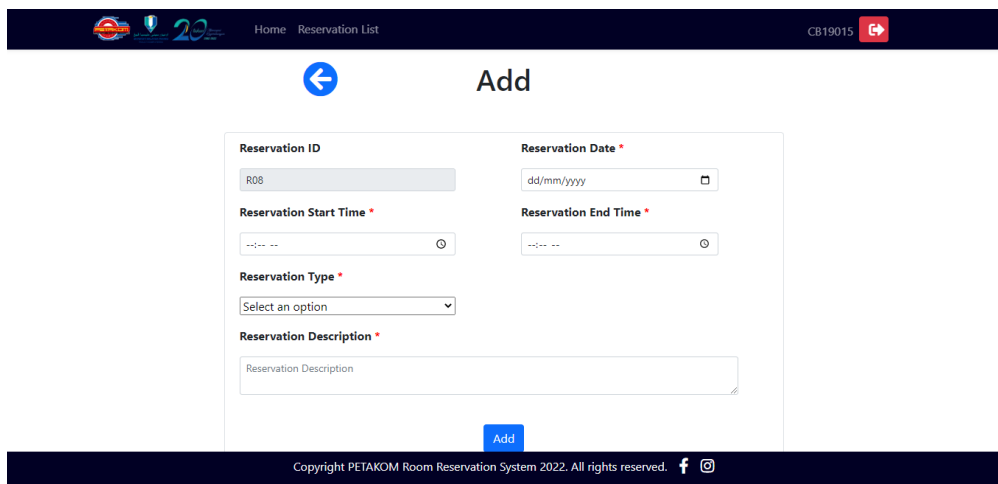 Home Reservation List CB19015
Add
Reservation ID Reservation Date *
R08 dd/mm/yyyy
Reservation Start Time * Reservation End Time *
--:-- -- --:-- --
Reservation Type *
Select an option
Reservation Description *
Reservation Description
Add
Copyright PETAKOM Room Reservation System 2022. All rights reserved.